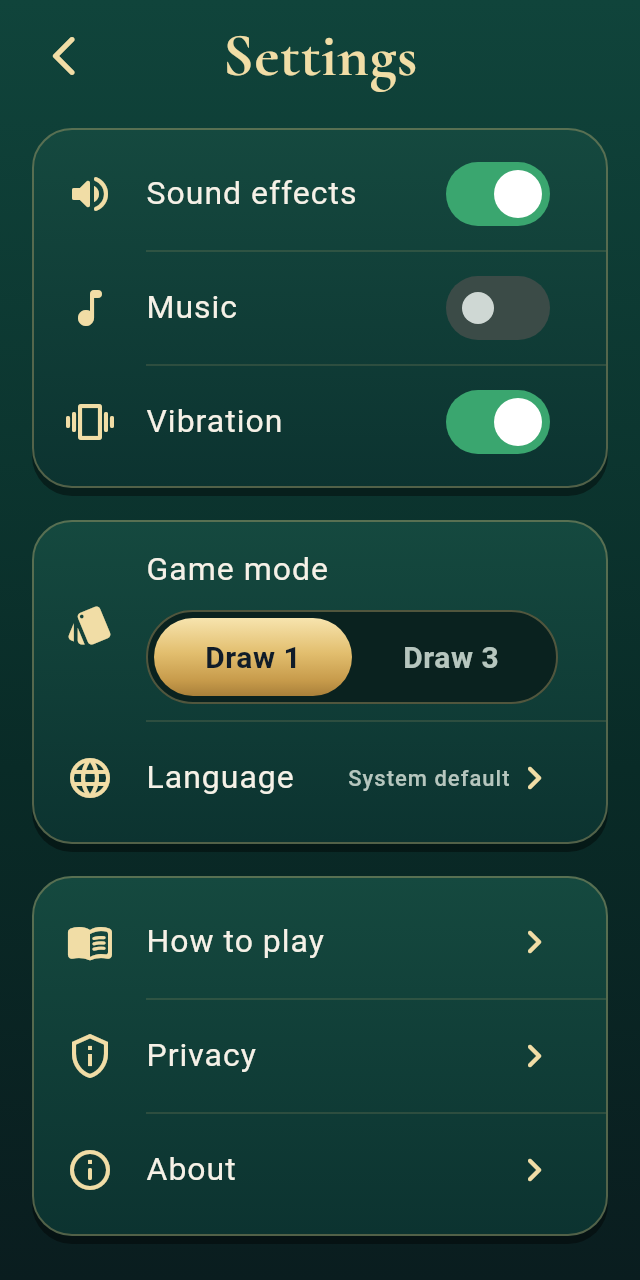 Settings
Sound effects
Music
Vibration
Game mode
Draw 1
Draw 3
Language
System default
How to play
Privacy
About